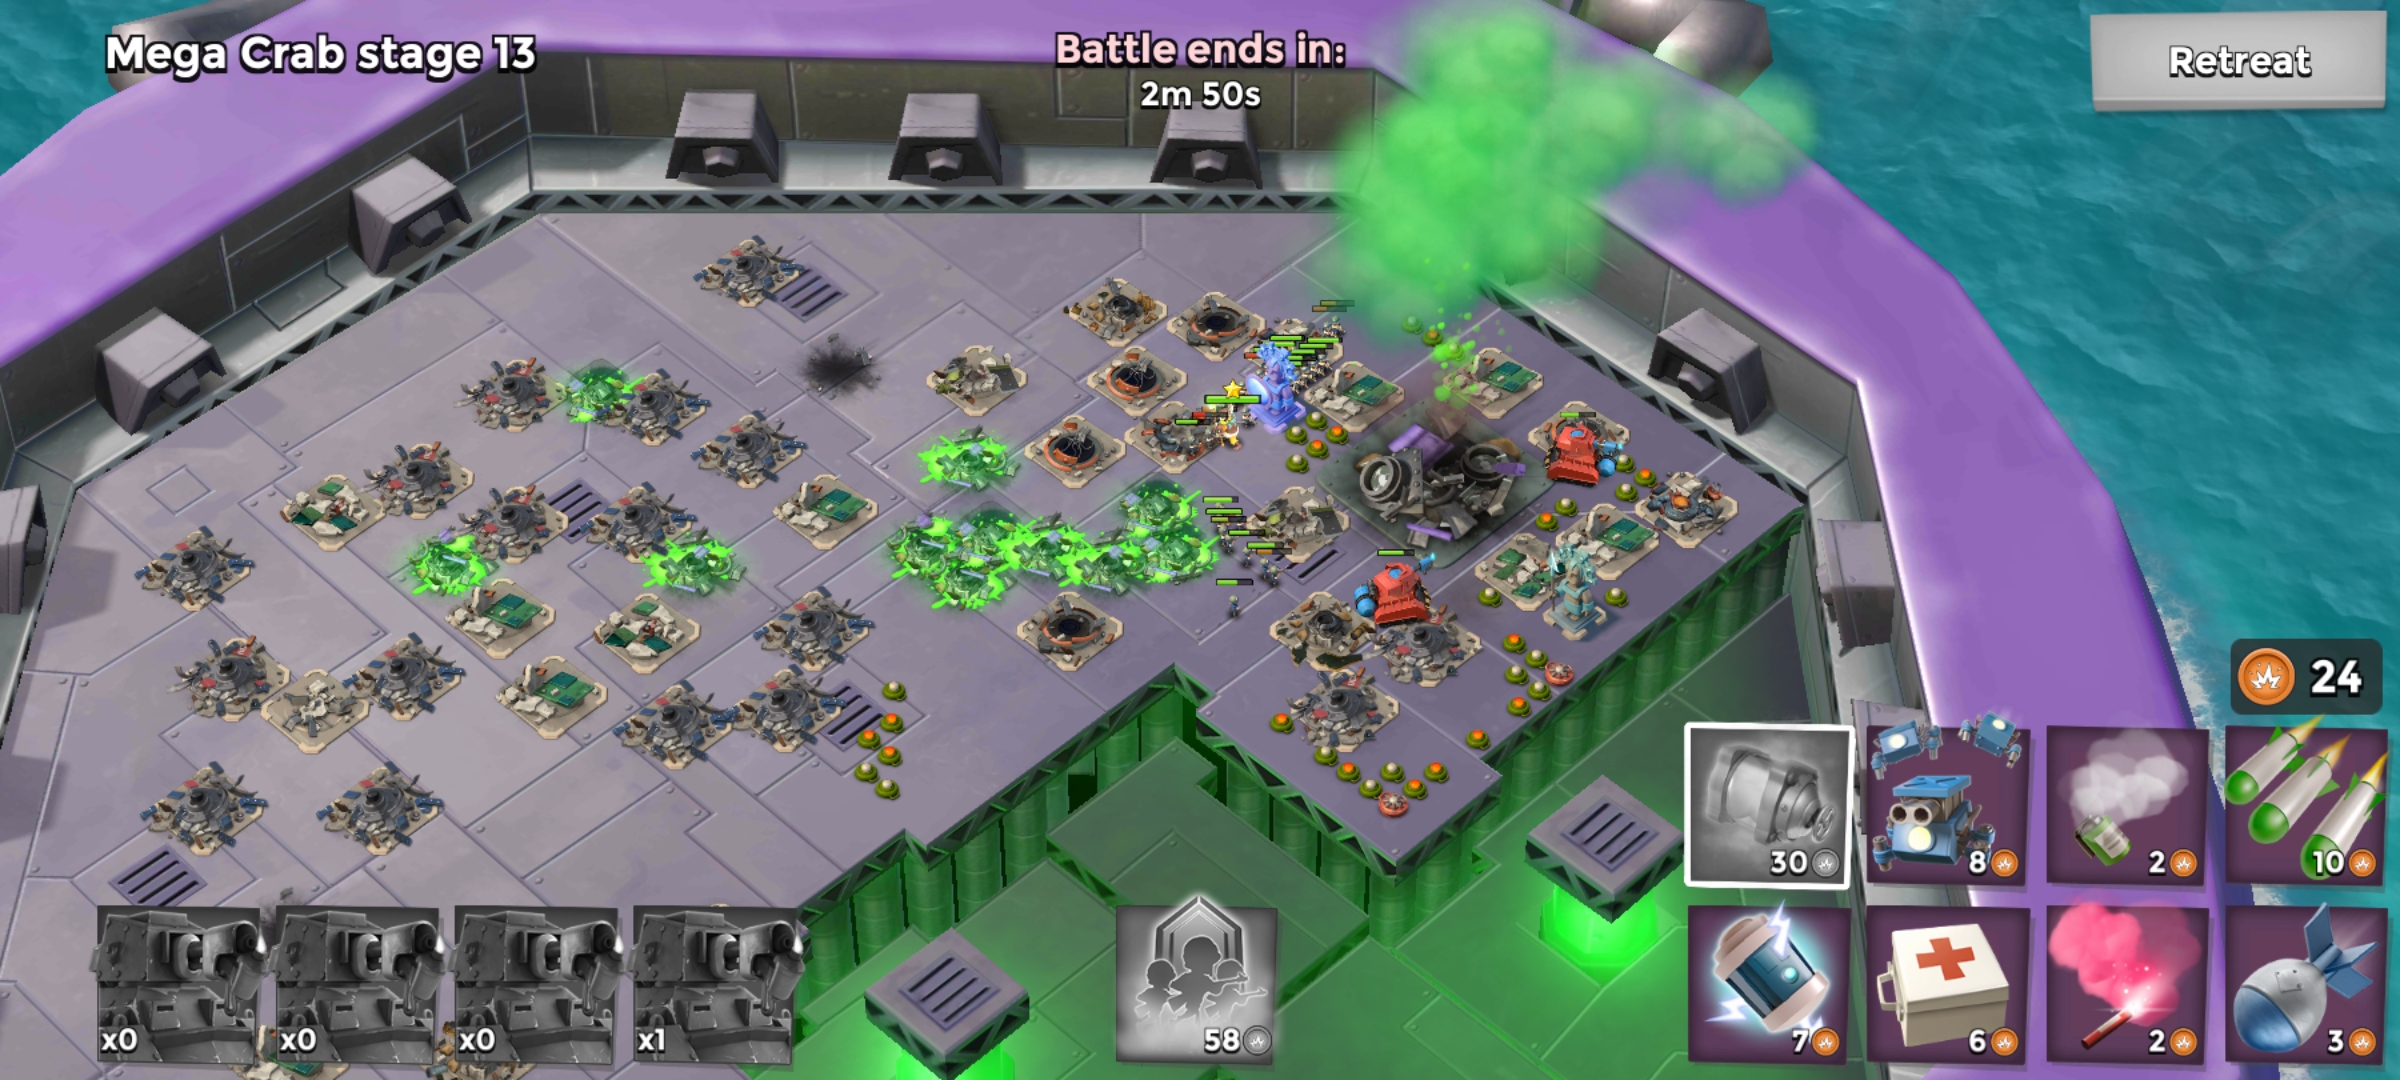 Mega Crab stage 13
Battle ends in:
2m 50s
Retreat
24
30
8
2
10
x0
x0
x0
x1
58
7
6
2
3